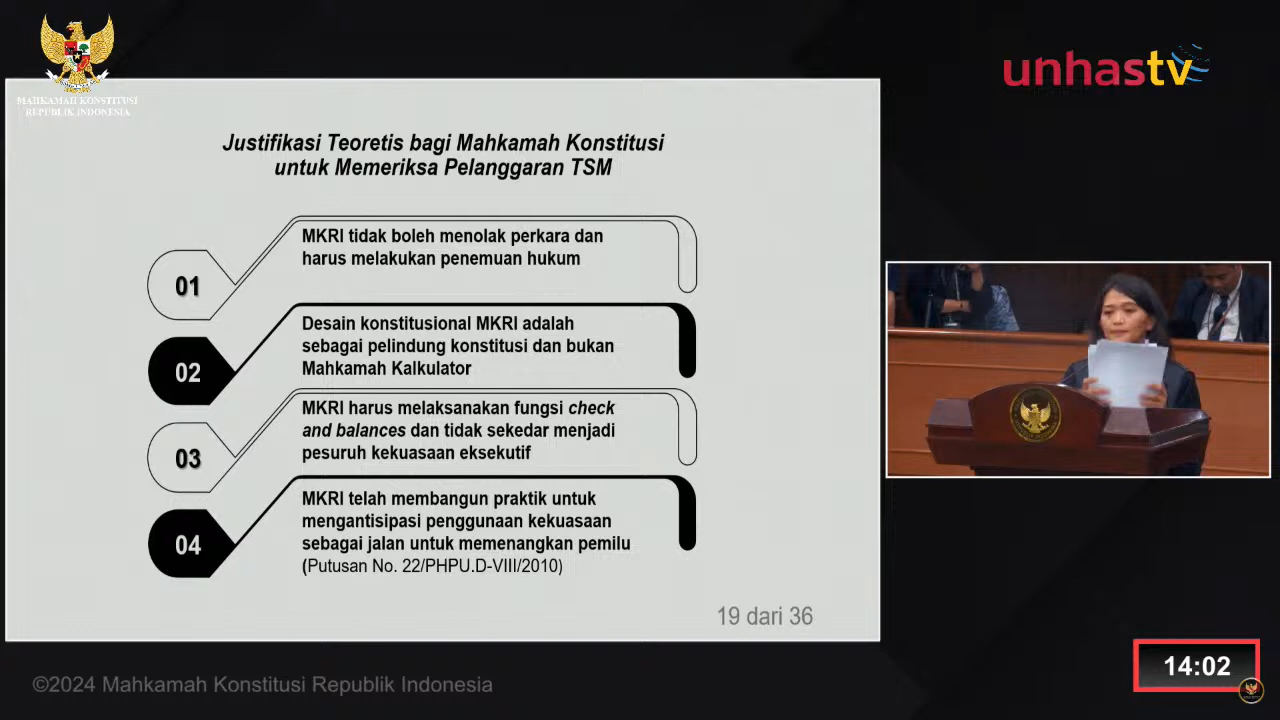 MAHKAMAH KONSTITUSI
REPUBLIK INDONESIA
unhastv
Justifikasi Teoretis bagi Mahkamah Konstitusi
untuk Memeriksa Pelanggaran TSM
01
MKRI tidak boleh menolak perkara dan
harus melakukan penemuan hukum
02
Desain konstitusional MKRI adalah
sebagai pelindung konstitusi dan bukan
Mahkamah Kalkulator
03
MKRI harus melaksanakan fungsi check
and balances dan tidak sekedar menjadi
pesuruh kekuasaan eksekutif
04
MKRI telah membangun praktik untuk
mengantisipasi penggunaan kekuasaan
sebagai jalan untuk memenangkan pemilu
(Putusan No. 22/PHPU.D-VIII/2010)
19 dari 36
14:02
©2024 Mahkamah Konstitusi Republik Indonesia